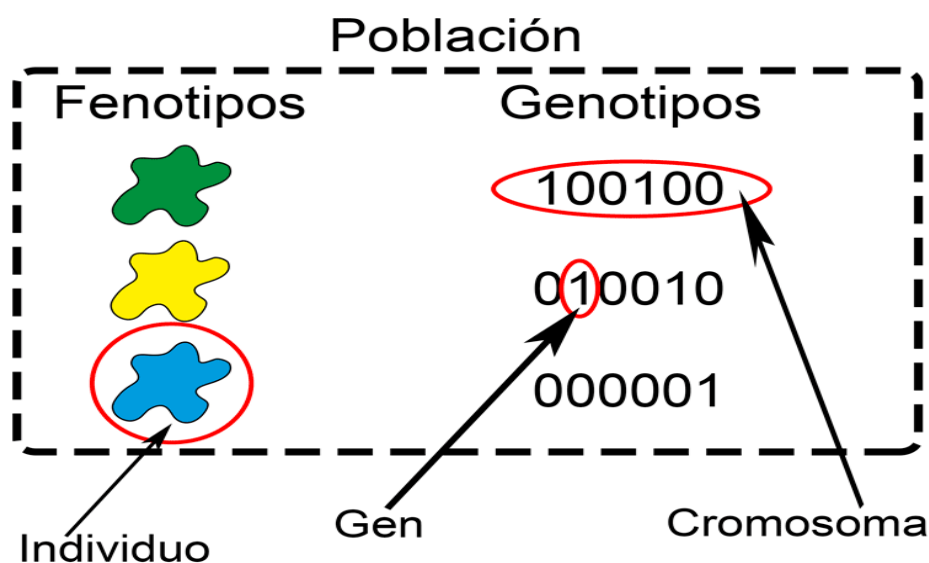 Población
Fenotipos
Genotipos
100100
010010
000001
Gen
Cromosoma
Individuo